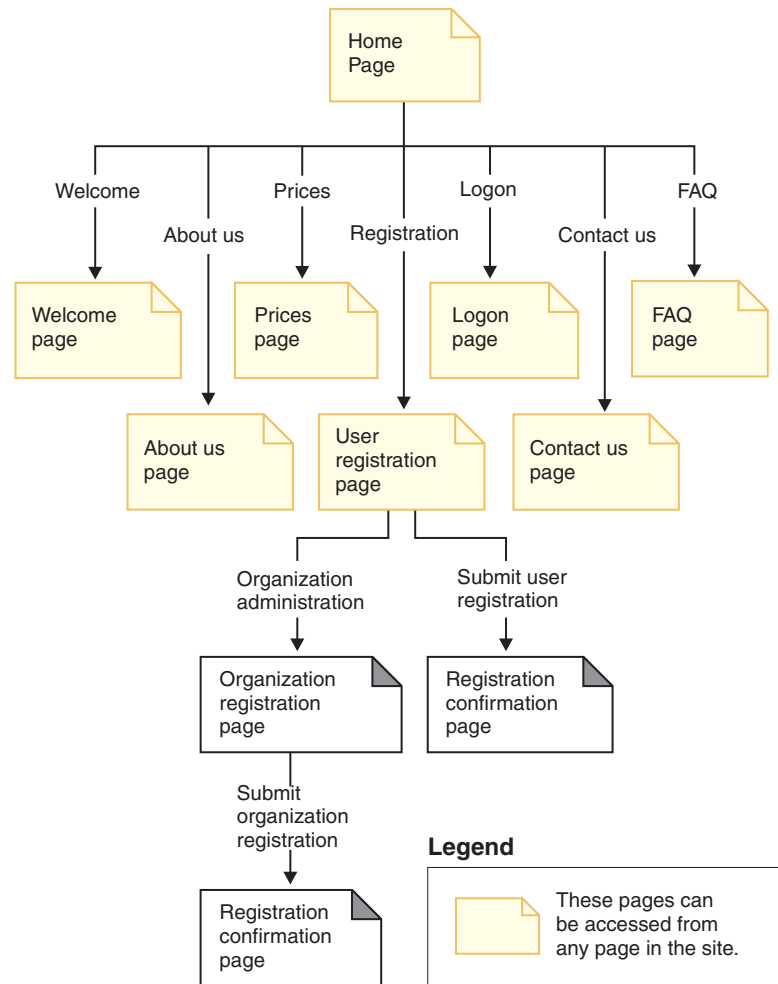 Home
Page
Welcome
Prices
Logon
FAQ
About us
Registration
Contact us
Welcome
page
Prices
page
Logon
page
FAQ
page
About us
page
User
registration
page
Contact us
page
Organization
administration
Submit user
registration
Organization
registration
page
Registration
confirmation
page
Submit
organization
registration
Registration
confirmation
page
Legend
These pages can
be accessed from
any page in the site.